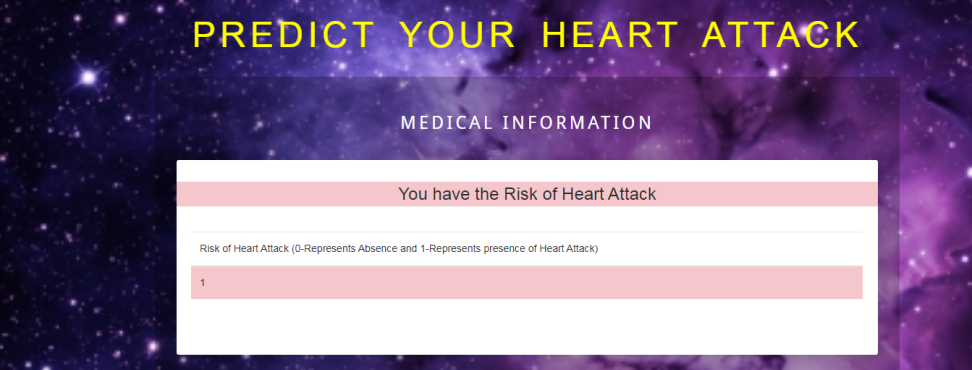 PREDICT YOUR HEART ATTACK
MEDICAL INFORMATION
You have the Risk of Heart Attack
Risk of Heart Attack (0-Represents Absence and 1-Represents presence of Heart Attack)
1